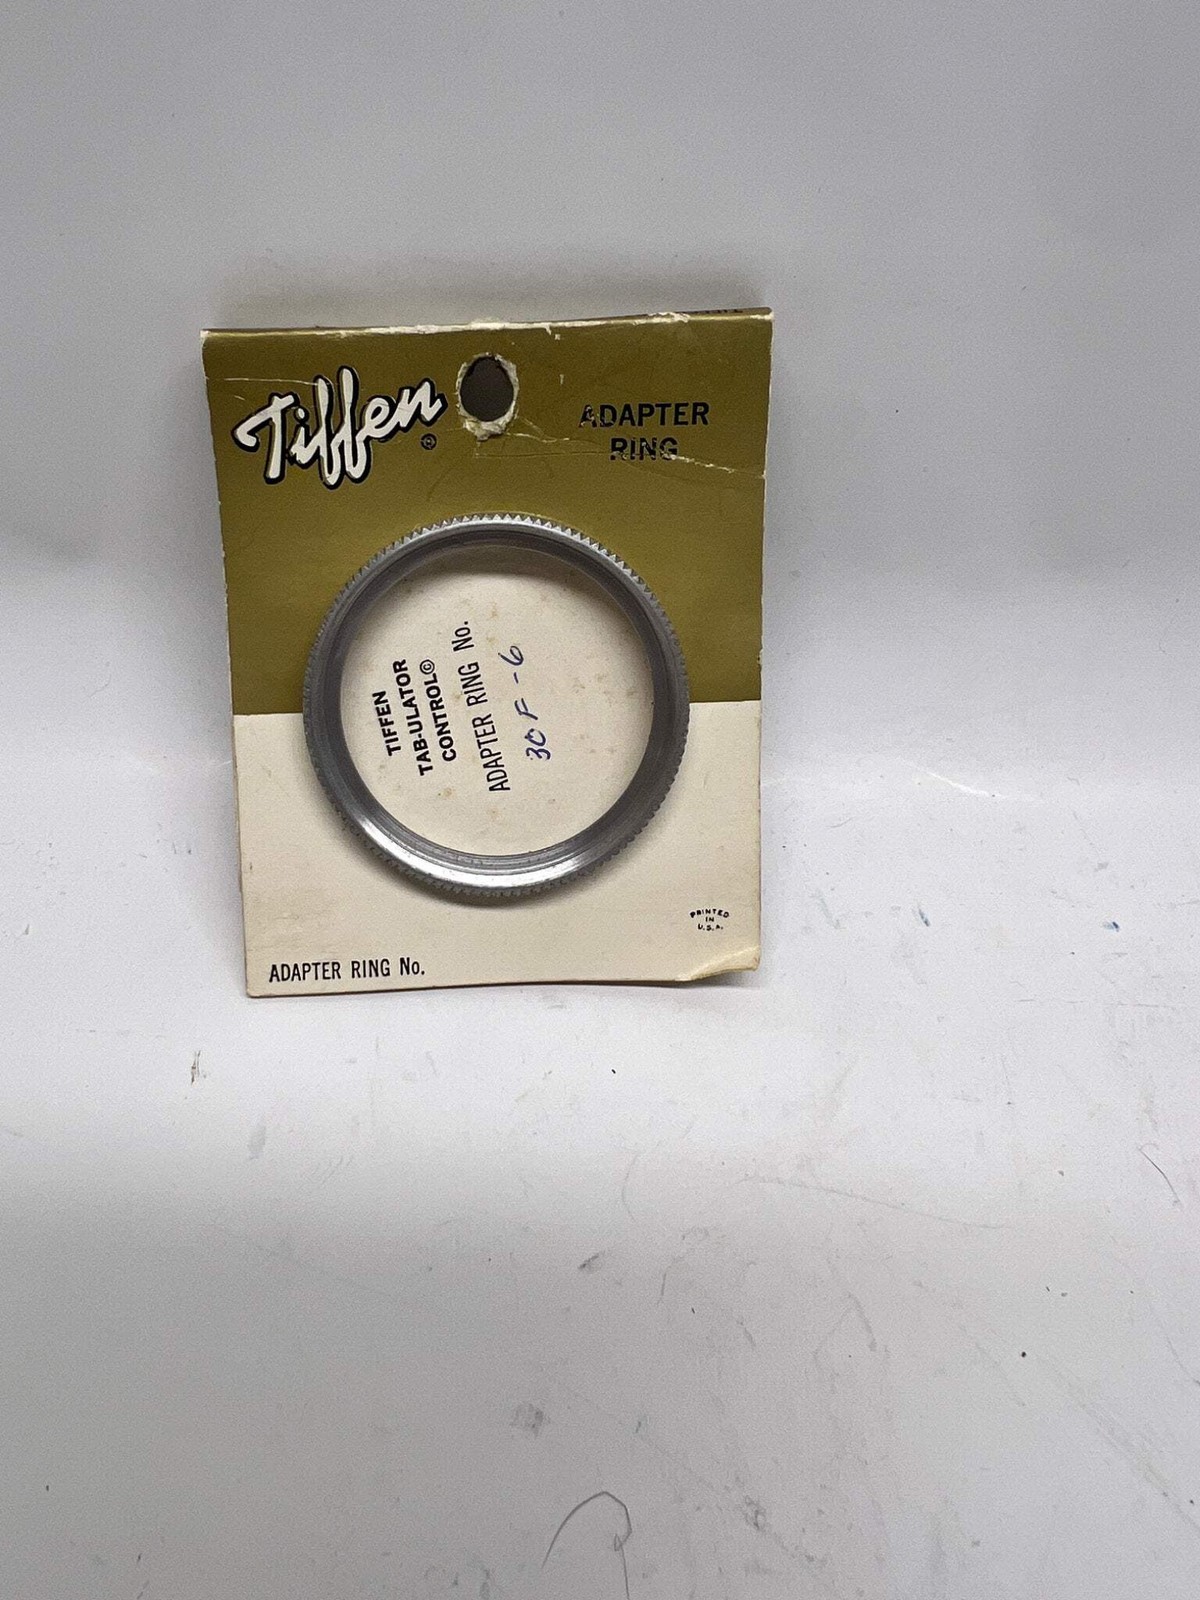 Tiffen
®
ADAPTER
RING
TIFFEN
TAB-ULATOR
CONTROL©
ADAPTER RING No.
30F-6
PRINTED
IN
U.S.A.
ADAPTER RING No.